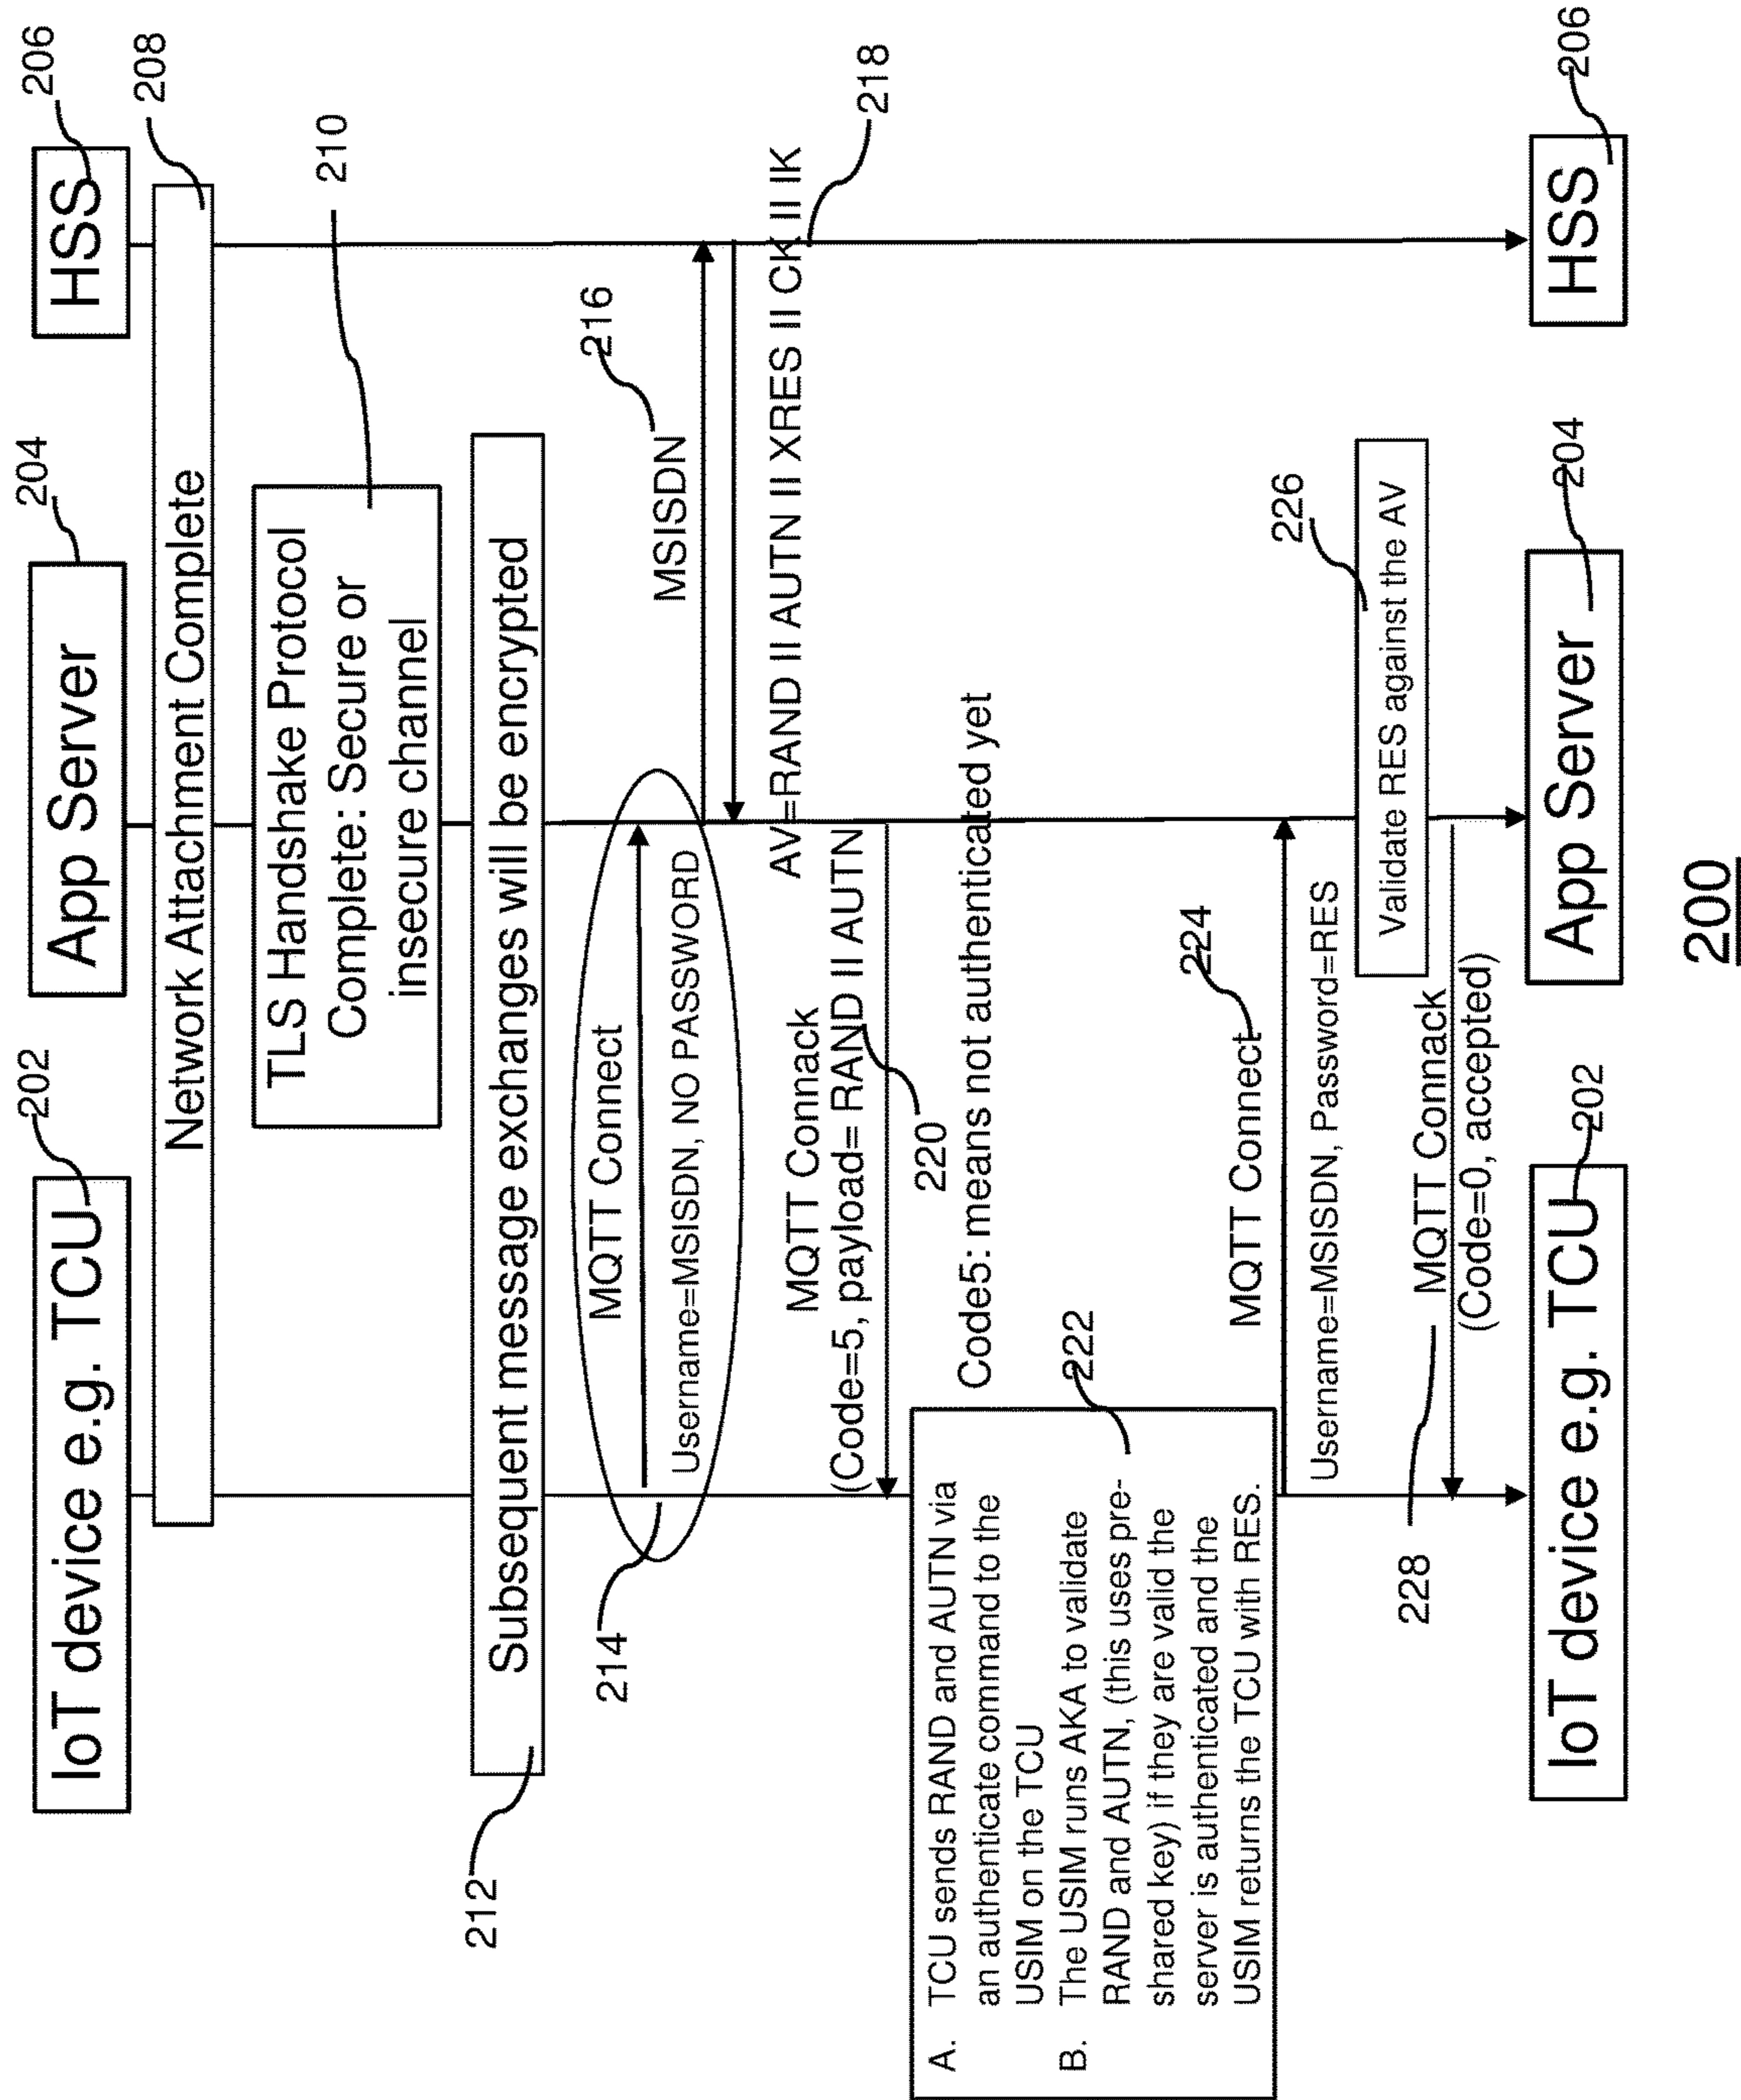 IoT device e.g. TCU
202
App Server
204
HSS
206
Network Attachment Complete
208
TLS Handshake Protocol
Complete: Secure or
insecure channel
210
Subsequent message exchanges will be encrypted
212
MQTT Connect
Username=MSISDN, NO PASSWORD
214
MSISDN
216
AV=RAND II AUTN II XRES II CK II IK
218
MQTT Connack
(Code=5, payload= RAND II AUTN
220
Code5: means not authenticated yet
A. TCU sends RAND and AUTN via
an authenticate command to the
USIM on the TCU
B. The USIM runs AKA to validate
RAND and AUTN, (this uses pre-
shared key) if they are valid the
server is authenticated and the
USIM returns the TCU with RES.
222
MQTT Connect
224
Username=MSISDN, Password=RES
Validate RES against the AV
226
MQTT Connack
(Code=0, accepted)
228
IoT device e.g. TCU
202
App Server
204
HSS
206
200